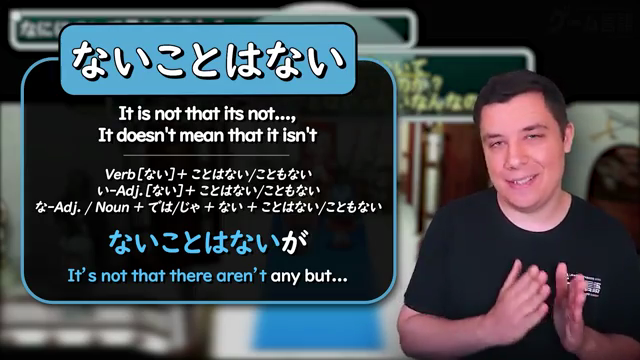 ないことはない
It is not that its not...,
It doesn't mean that it isn't
Verb [ない] + ことはない/こともない
い-Adj. [ない] + ことはない/こともない
な-Adj. / Noun + では/じゃ + ない + ことはない/こともない
ないことはないが
It's not that there aren't any but...